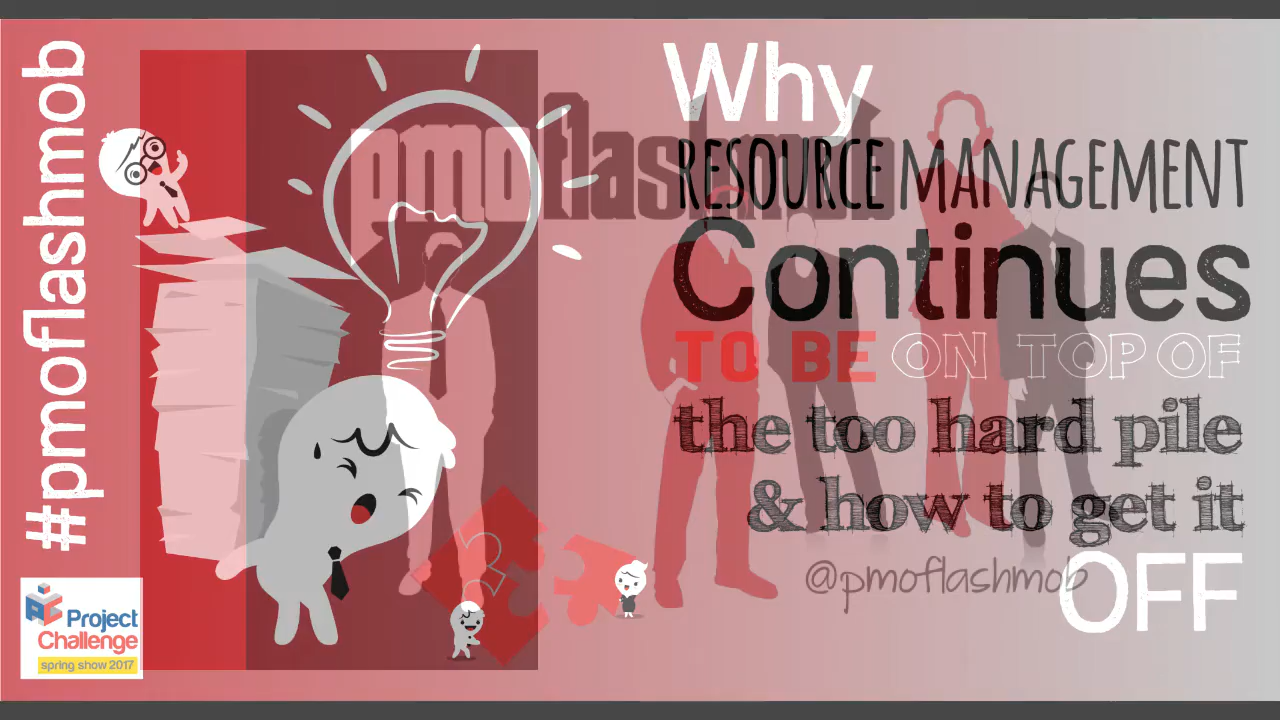 #pmoflashmob
pmoflashmob
Why
RESOURCE MANAGEMENT
Continues
TO BE ON TOP OF
the too hard pile
& how to get it
OFF
@pmoflashmob
Project
Challenge
spring show 2017